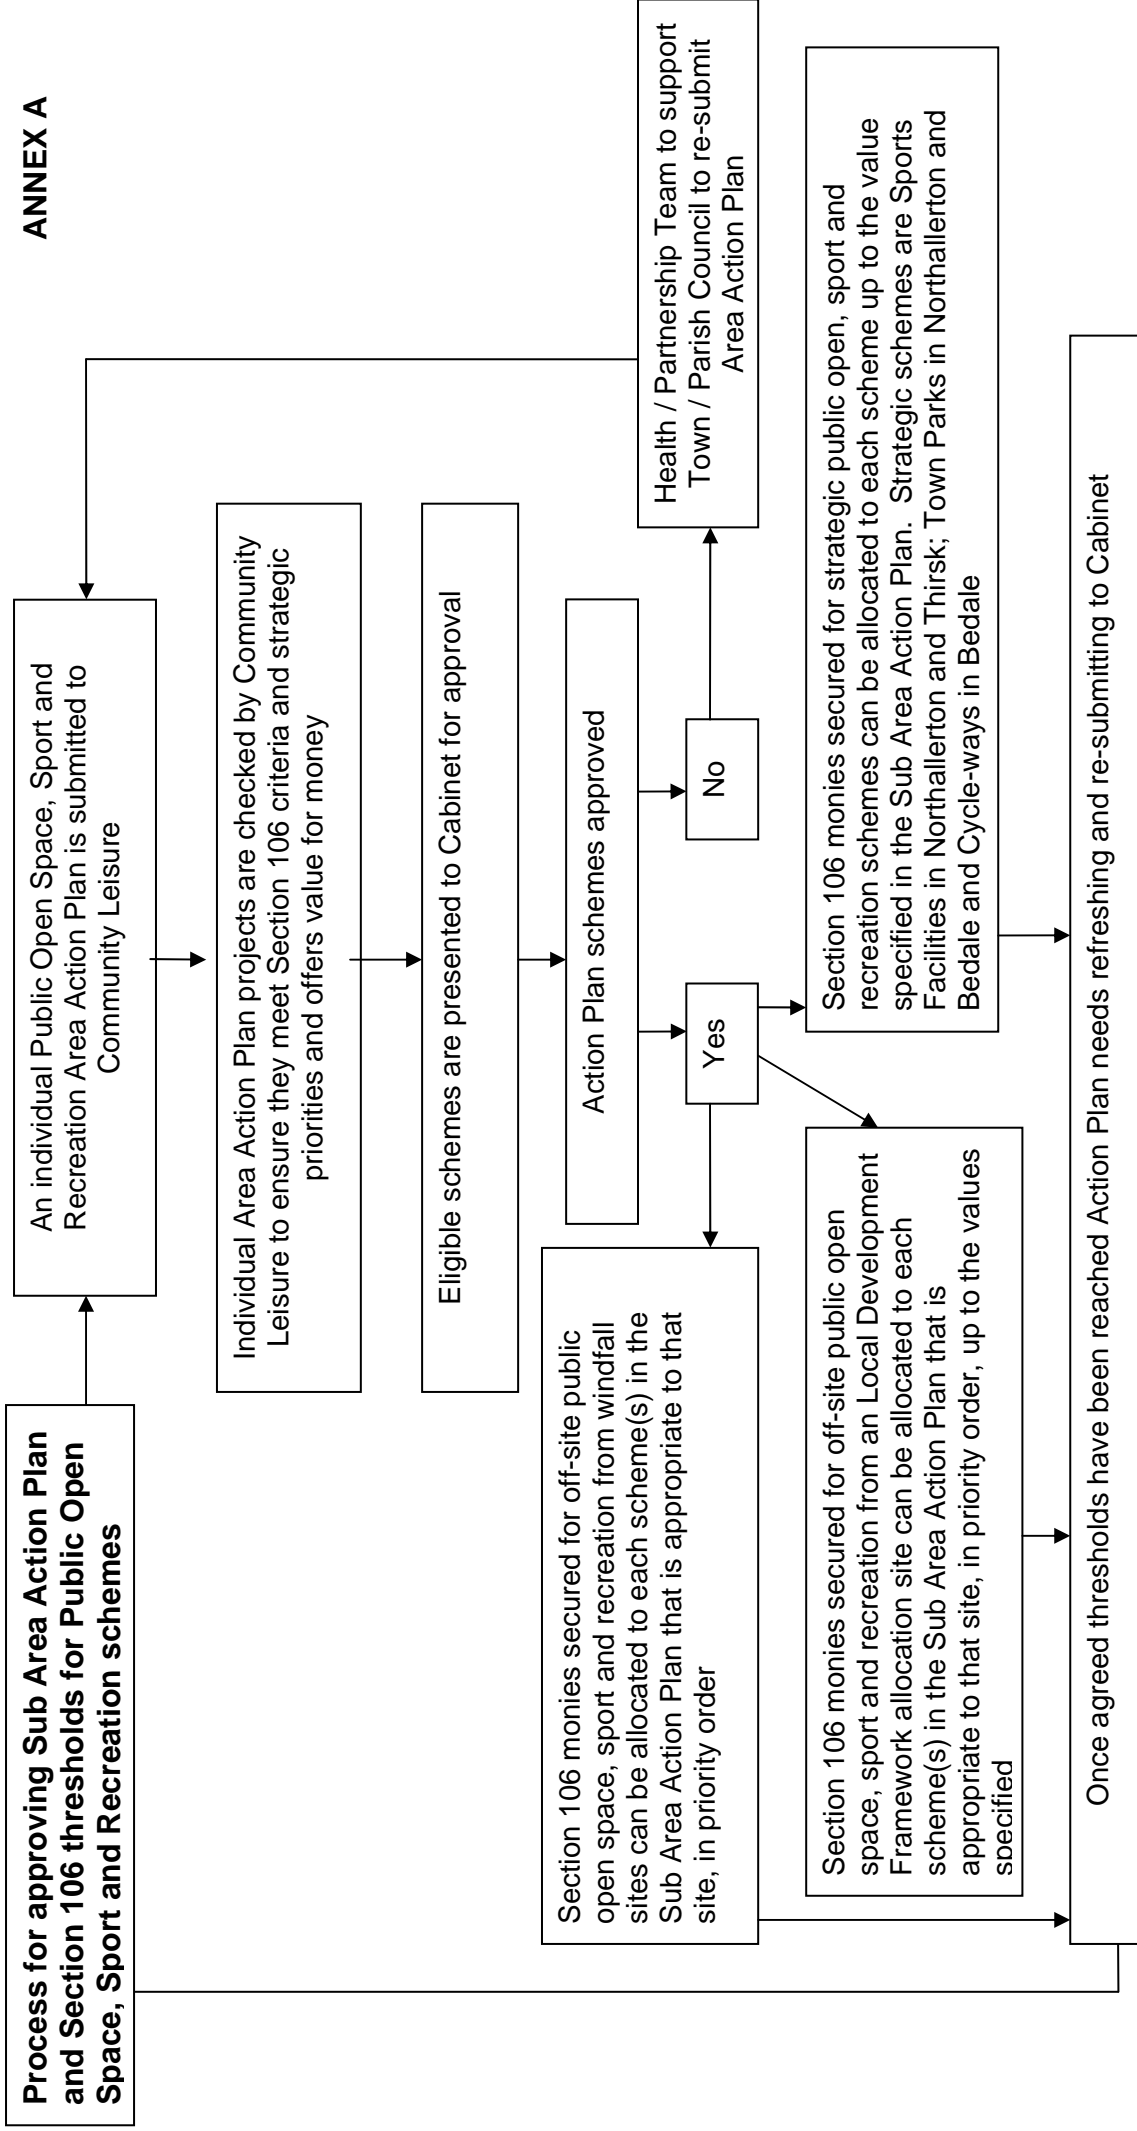 ANNEX A
Process for approving Sub Area Action Plan
and Section 106 thresholds for Public Open
Space, Sport and Recreation schemes
An individual Public Open Space, Sport and
Recreation Area Action Plan is submitted to
Community Leisure
Individual Area Action Plan projects are checked by Community
Leisure to ensure they meet Section 106 criteria and strategic
priorities and offers value for money
Eligible schemes are presented to Cabinet for approval
Action Plan schemes approved
Yes
No
Health / Partnership Team to support
Town / Parish Council to re-submit
Area Action Plan
Section 106 monies secured for off-site public
open space, sport and recreation from windfall
sites can be allocated to each scheme(s) in the
Sub Area Action Plan that is appropriate to that
site, in priority order
Section 106 monies secured for off-site public open
space, sport and recreation from an Local Development
Framework allocation site can be allocated to each
scheme(s) in the Sub Area Action Plan that is
appropriate to that site, in priority order, up to the values
specified
Section 106 monies secured for strategic public open, sport and
recreation schemes can be allocated to each scheme up to the value
specified in the Sub Area Action Plan.  Strategic schemes are Sports
Facilities in Northallerton and Thirsk; Town Parks in Northallerton and
Bedale and Cycle-ways in Bedale
Once agreed thresholds have been reached Action Plan needs refreshing and re-submitting to Cabinet